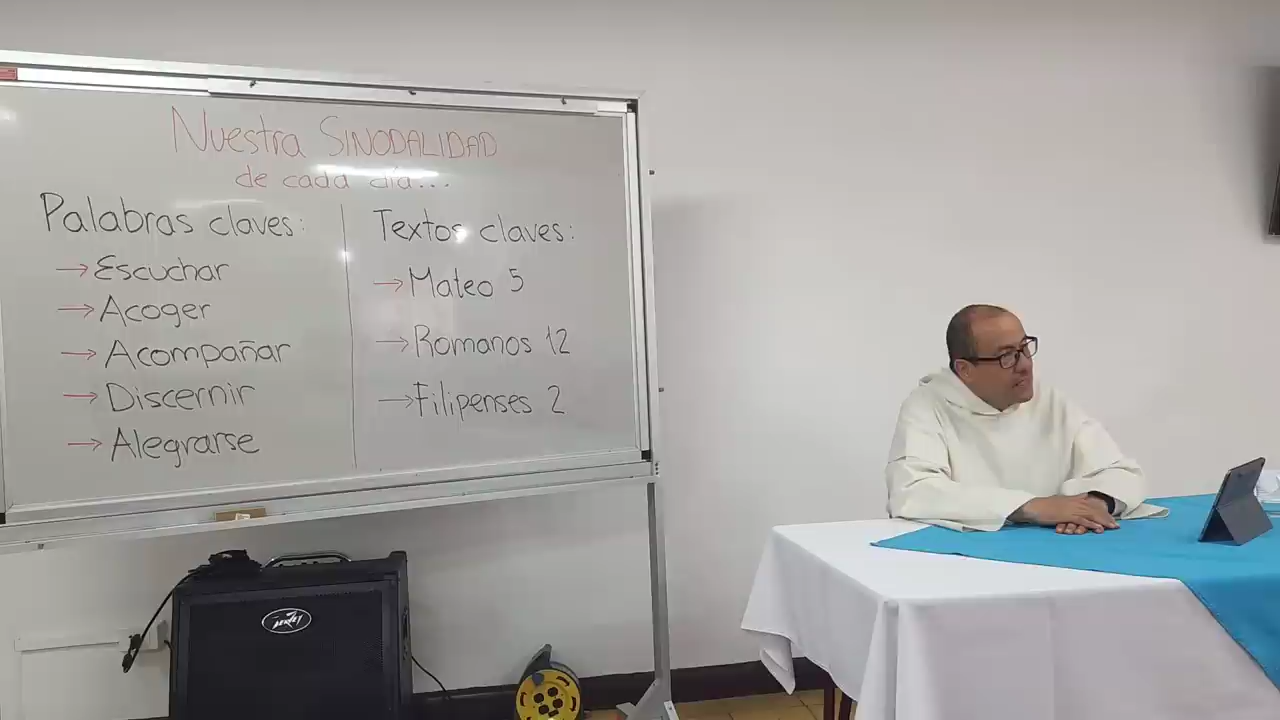 Nuestra SINODALIDAD
de cada día...
Palabras claves:
→ Escuchar
→ Acoger
→ Acompañar
→ Discernir
→ Alegrarse
Textos claves:
→ Mateo 5
→ Romanos 12
→ Filipenses 2
PEAVEY